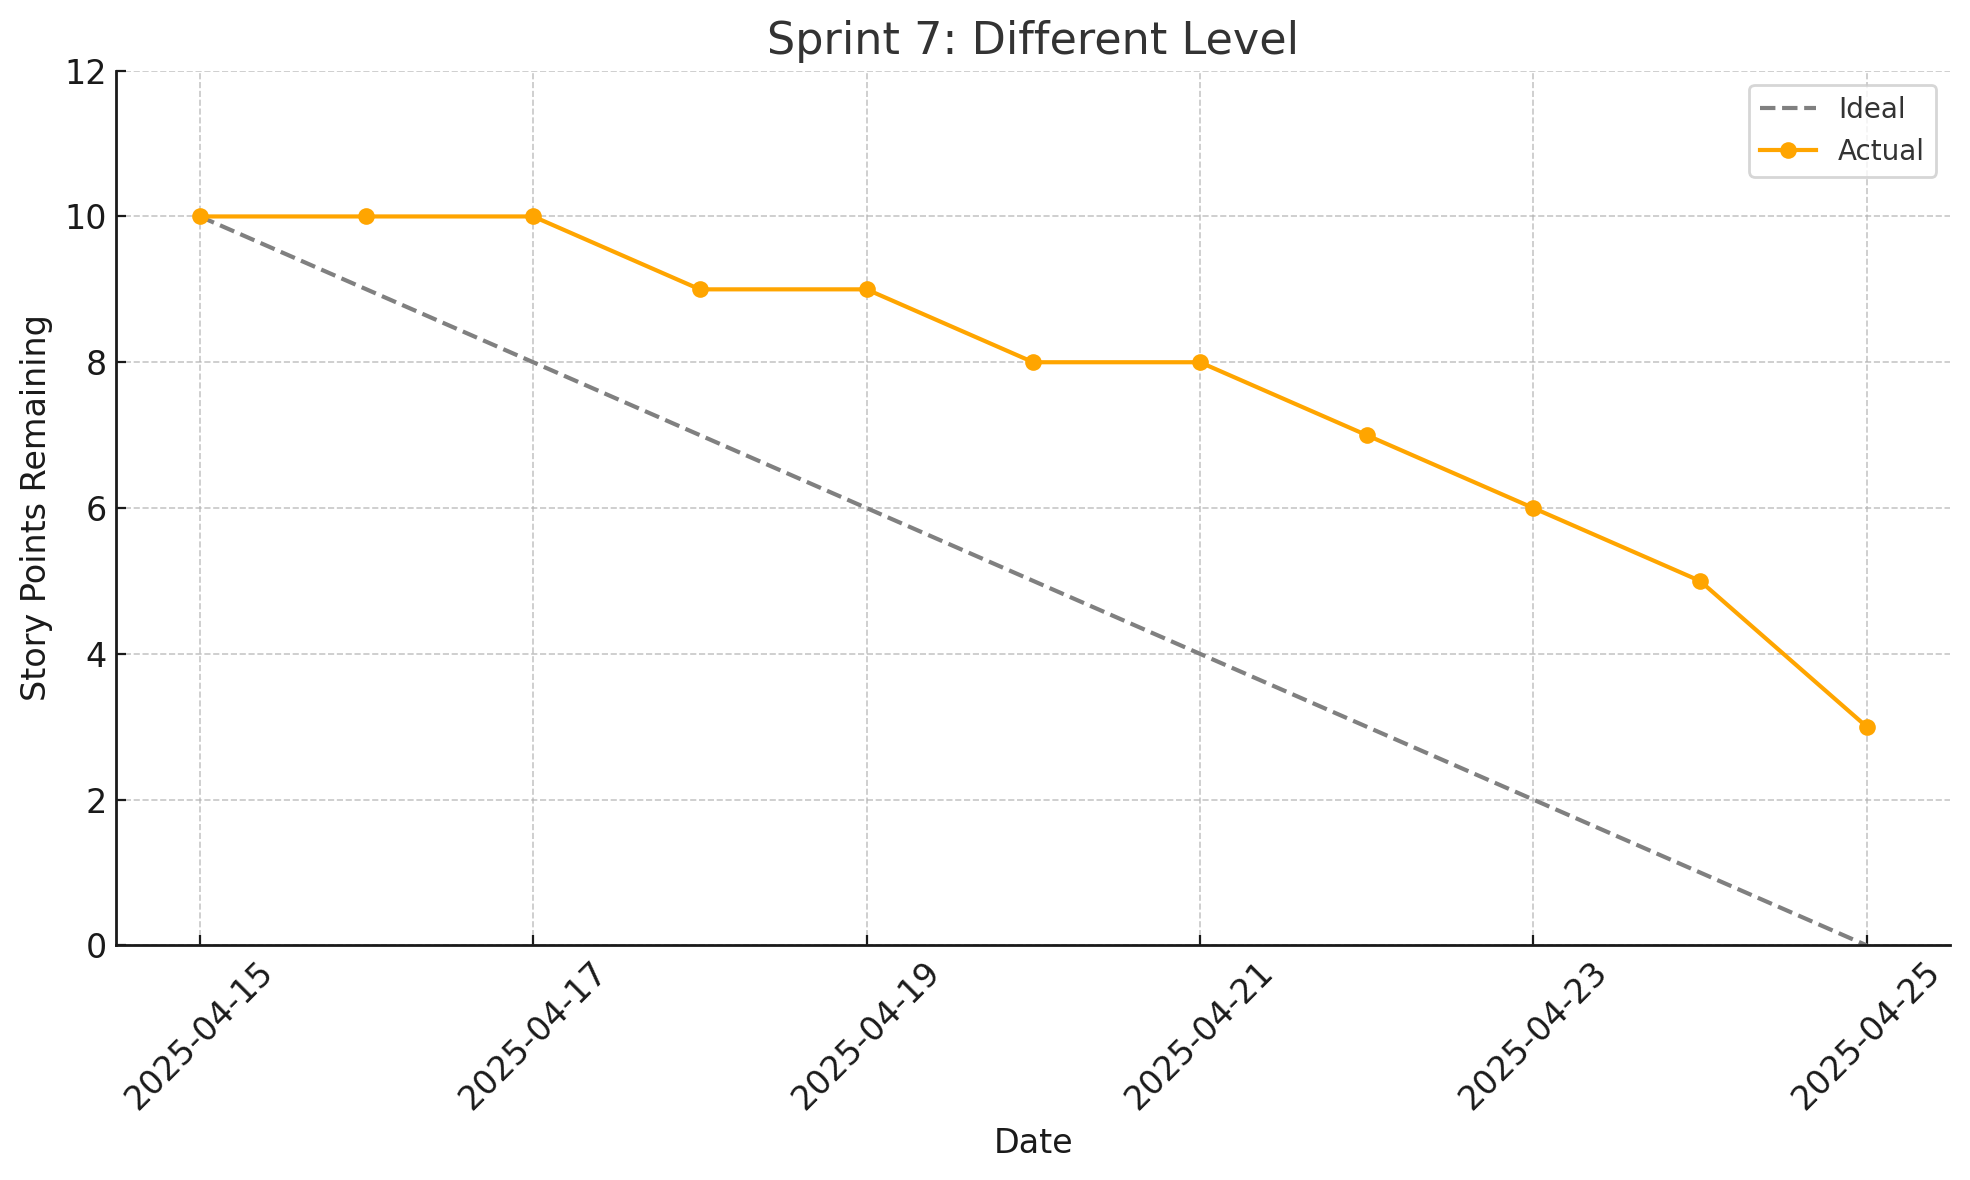 Sprint 7: Different Level
12
10
8
6
4
2
0
Story Points Remaining
Ideal
Actual
2025-04-15
2025-04-17
2025-04-19
2025-04-21
2025-04-23
2025-04-25
Date